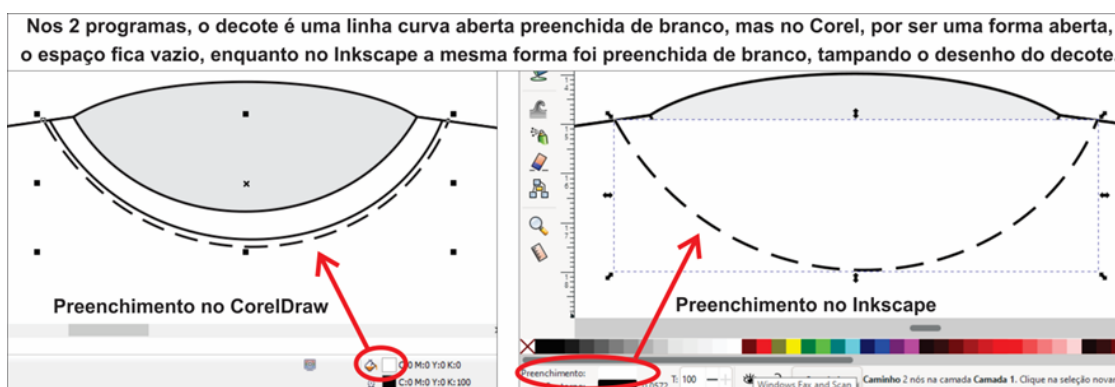 Nos 2 programas, o decote é uma linha curva aberta preenchida de branco, mas no Corel, por ser uma forma aberta,
o espaço fica vazio, enquanto no Inkscape a mesma forma foi preenchida de branco, tampando o desenho do decote.
Preenchimento no CorelDraw
Preenchimento no Inkscape
C:0 M:0 Y:0 K:0
C:0 M:0 Y:0 K:100
Preenchimento:
T: 100
Windows Fax and Scan
Caminho 2 nós na camada Camada 1. Clique na seleção nova